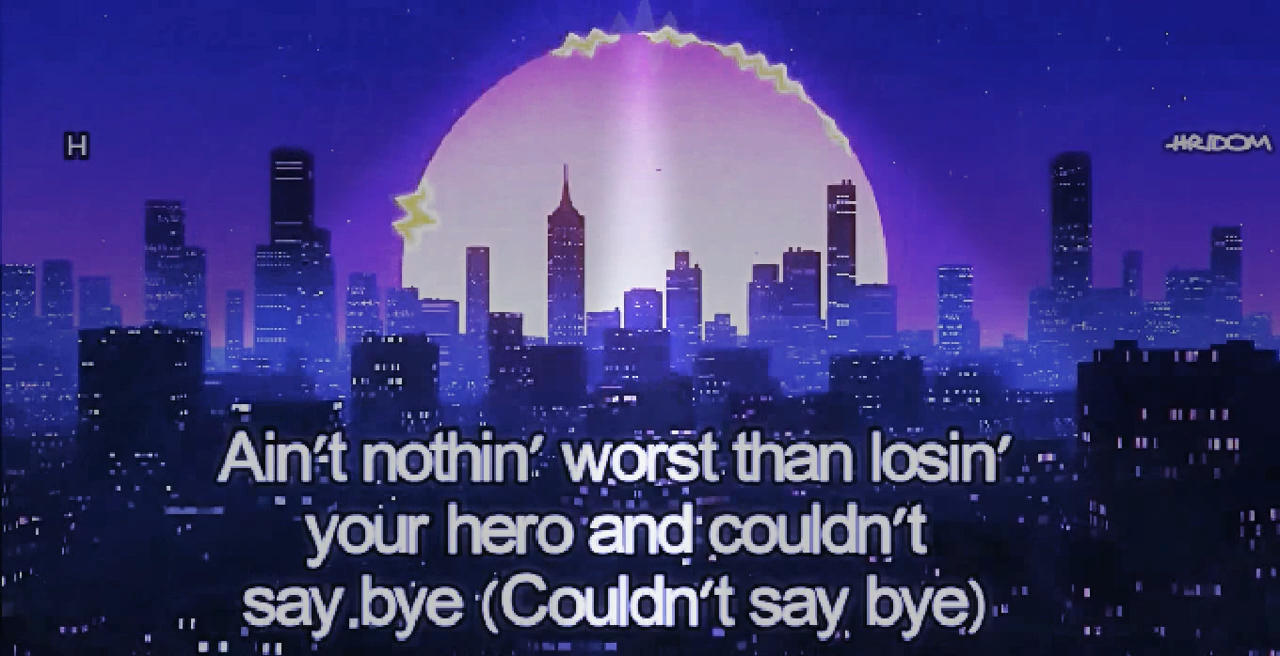 H
HRIDOM
Ain't nothin' worst than losin'
your hero and couldn't
say bye (Couldn't say bye)